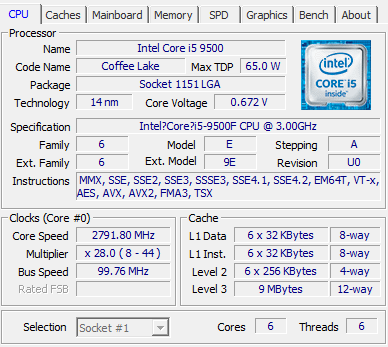 CPU Caches Mainboard Memory SPD Graphics Bench About
Processor
Name Intel Core i5 9500
Code Name Coffee Lake Max TDP 65.0 W
Package Socket 1151 LGA
Technology 14 nm Core Voltage 0.672 V
intel
CORE i5
inside™
Specification Intel?Core?i5-9500F CPU @ 3.00GHz
Family 6 Model E Stepping A
Ext. Family 6 Ext. Model 9E Revision U0
Instructions MMX, SSE, SSE2, SSE3, SSSE3, SSE4.1, SSE4.2, EM64T, VT-x,
AES, AVX, AVX2, FMA3, TSX
Clocks (Core #0)
Core Speed 2791.80 MHz
Multiplier x 28.0 ( 8 - 44 )
Bus Speed 99.76 MHz
Rated FSB
Cache
L1 Data 6 x 32 KBytes 8-way
L1 Inst. 6 x 32 KBytes 8-way
Level 2 6 x 256 KBytes 4-way
Level 3 9 MBytes 12-way
Selection Socket #1 Cores 6 Threads 6